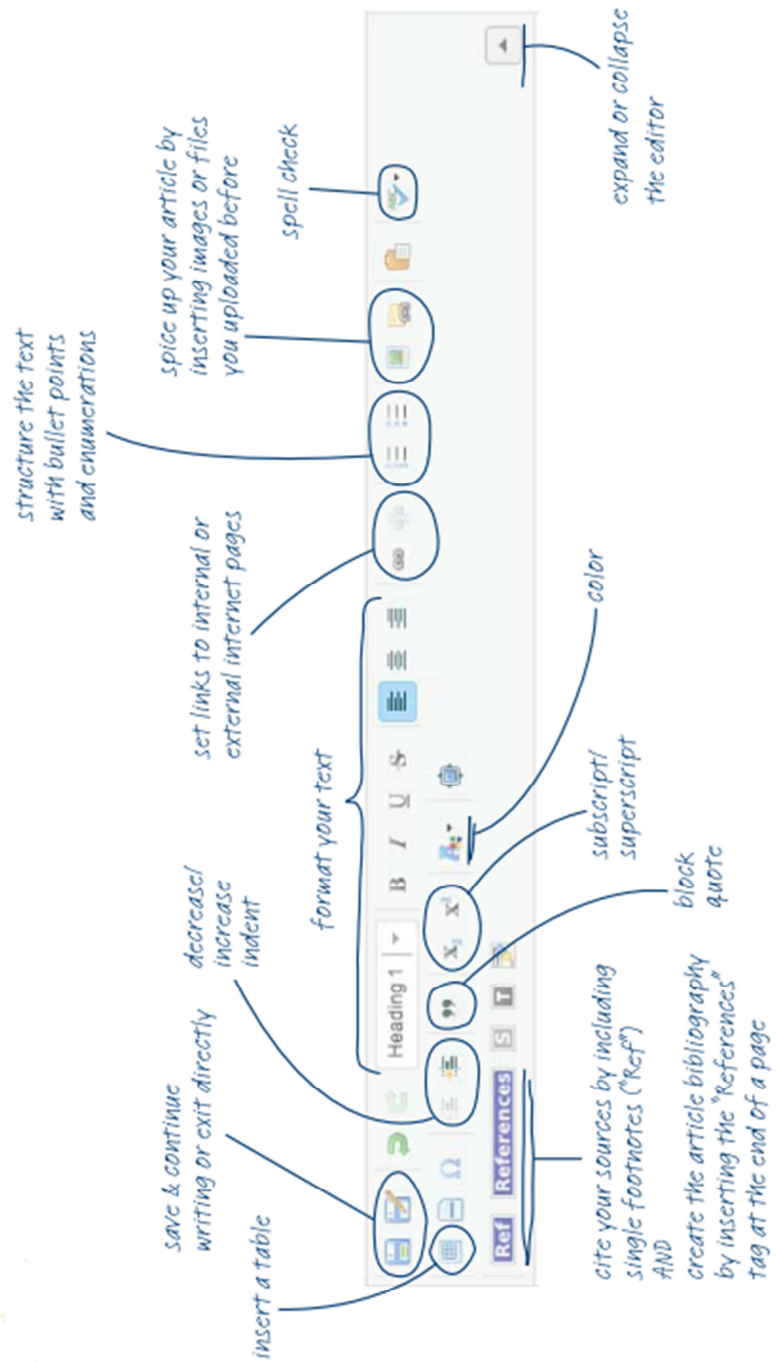 structure the text
with bullet points
and enumerations
spice up your article by
inserting images or files
you uploaded before
spell check
set links to internal or
external internet pages
format your text
decrease/
increase
indent
save & continue
writing or exit directly
insert a table
Heading 1
B I U S
ABC
Ω
” X₂ X²
A
Ref References S T
expand or collapse
the editor
color
subscript/
superscript
block
quote
cite your sources by including
single footnotes ("Ref")
AND
create the article bibliography
by inserting the "References"
tag at the end of a page